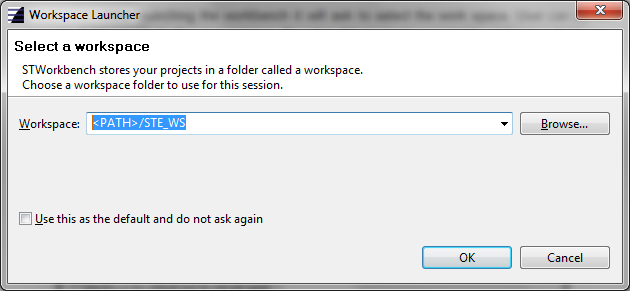 Workspace Launcher
Select a workspace
STWorkbench stores your projects in a folder called a workspace.
Choose a workspace folder to use for this session.
Workspace: <PATH>/STE_WS Browse...
Use this as the default and do not ask again
OK Cancel